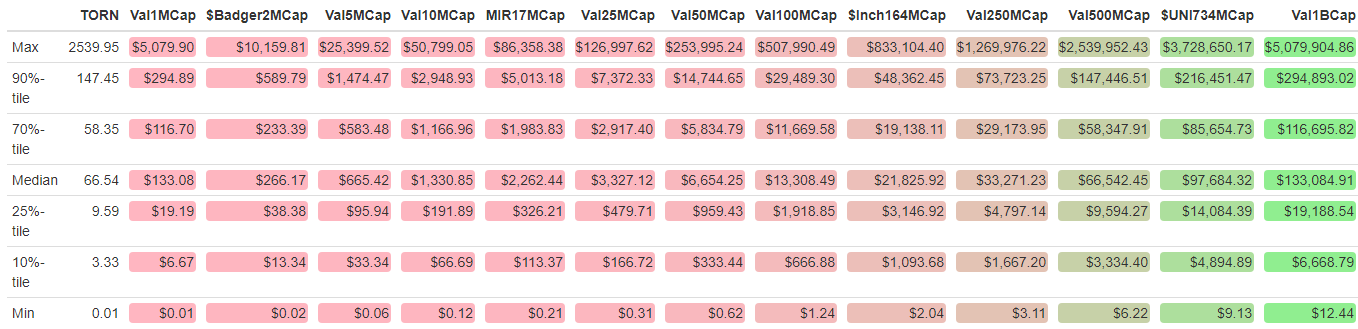 TORN Val1MCap $Badger2MCap Val5MCap Val10MCap MIR17MCap Val25MCap Val50MCap Val100MCap $Inch164MCap Val250MCap Val500MCap $UNI734MCap Val1BCap
Max 2539.95 $5,079.90 $10,159.81 $25,399.52 $50,799.05 $86,358.38 $126,997.62 $253,995.24 $507,990.49 $833,104.40 $1,269,976.22 $2,539,952.43 $3,728,650.17 $5,079,904.86
90%- 147.45 $294.89 $589.79 $1,474.47 $2,948.93 $5,013.18 $7,372.33 $14,744.65 $29,489.30 $48,362.45 $73,723.25 $147,446.51 $216,451.47 $294,893.02
tile
70%- 58.35 $116.70 $233.39 $583.48 $1,166.96 $1,983.83 $2,917.40 $5,834.79 $11,669.58 $19,138.11 $29,173.95 $58,347.91 $85,654.73 $116,695.82
tile
Median 66.54 $133.08 $266.17 $665.42 $1,330.85 $2,262.44 $3,327.12 $6,654.25 $13,308.49 $21,825.92 $33,271.23 $66,542.45 $97,684.32 $133,084.91
25%- 9.59 $19.19 $38.38 $95.94 $191.89 $326.21 $479.71 $959.43 $1,918.85 $3,146.92 $4,797.14 $9,594.27 $14,084.39 $19,188.54
tile
10%- 3.33 $6.67 $13.34 $33.34 $66.69 $113.37 $166.72 $333.44 $666.88 $1,093.68 $1,667.20 $3,334.40 $4,894.89 $6,668.79
tile
Min 0.01 $0.01 $0.02 $0.06 $0.12 $0.21 $0.31 $0.62 $1.24 $2.04 $3.11 $6.22 $9.13 $12.44